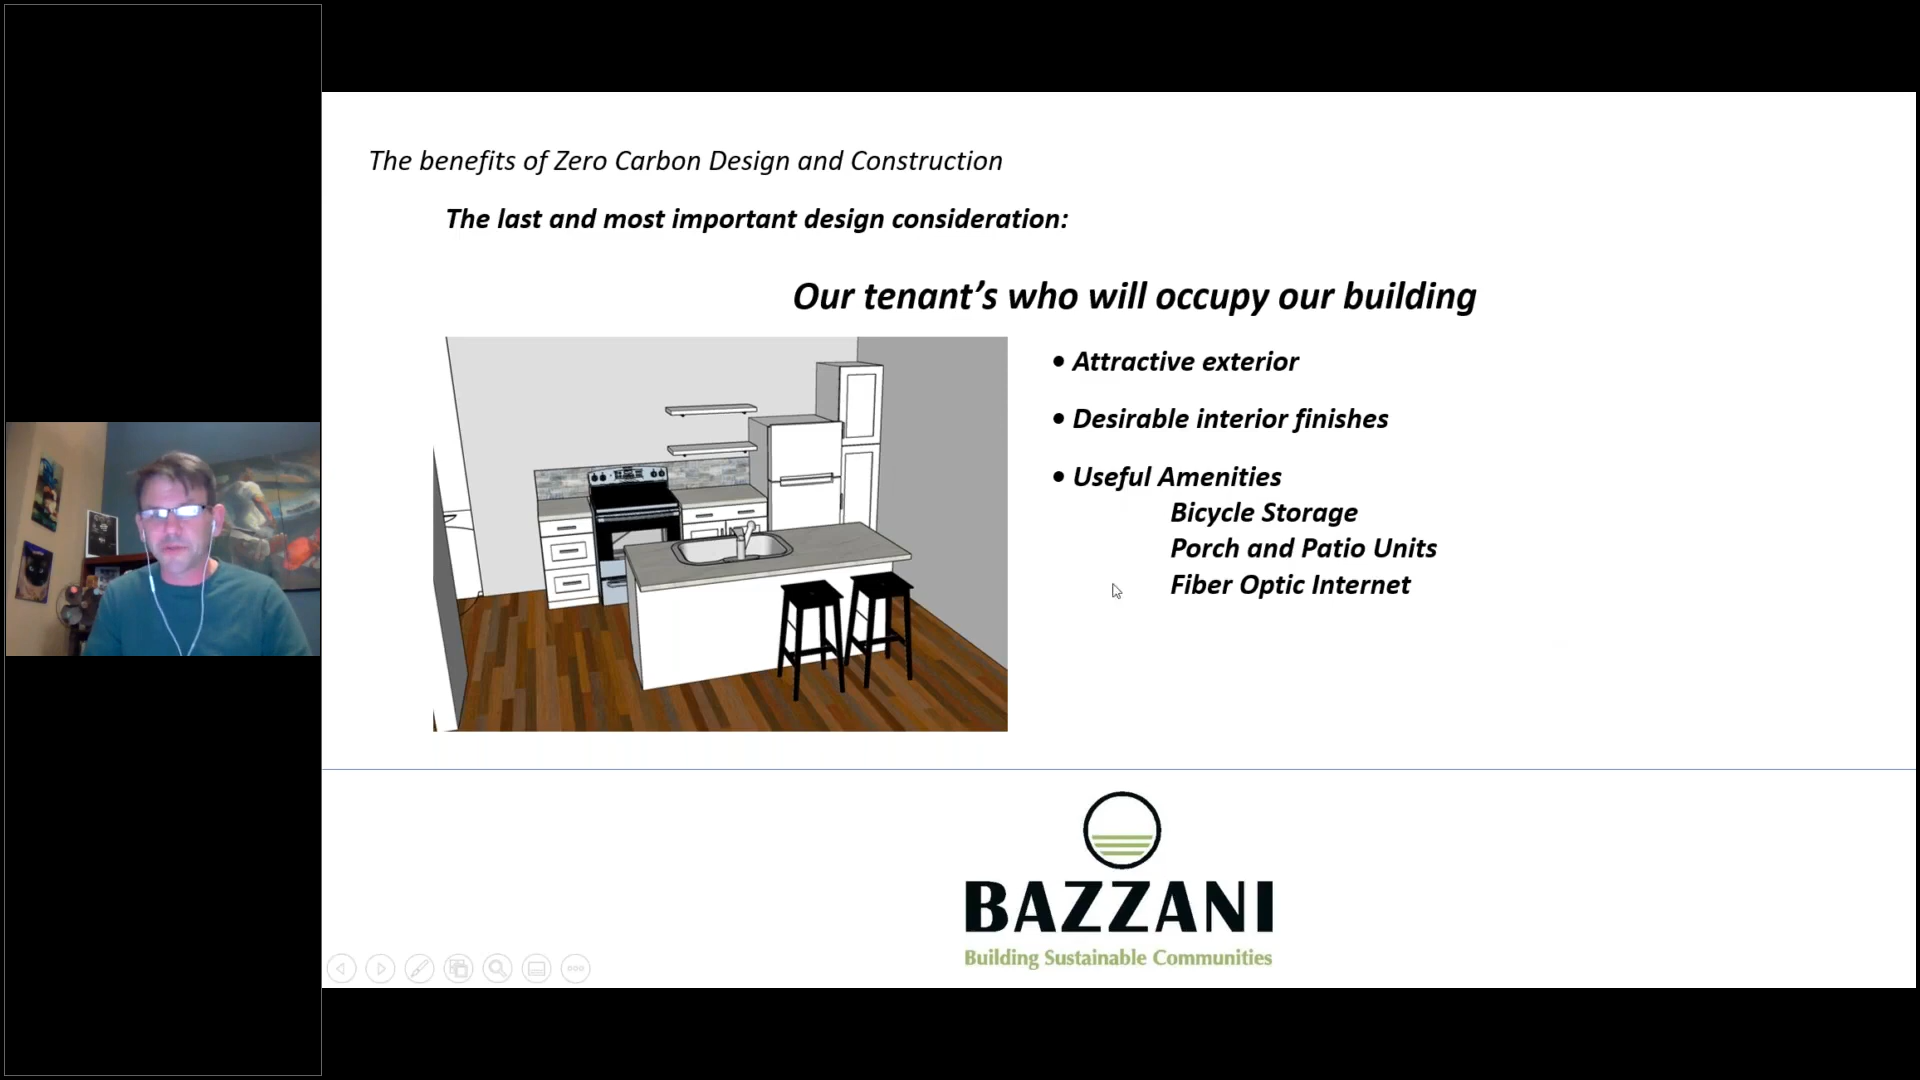 The benefits of Zero Carbon Design and Construction
The last and most important design consideration:
Our tenant’s who will occupy our building
• Attractive exterior
• Desirable interior finishes
• Useful Amenities
Bicycle Storage
Porch and Patio Units
Fiber Optic Internet
BAZZANI
Building Sustainable Communities